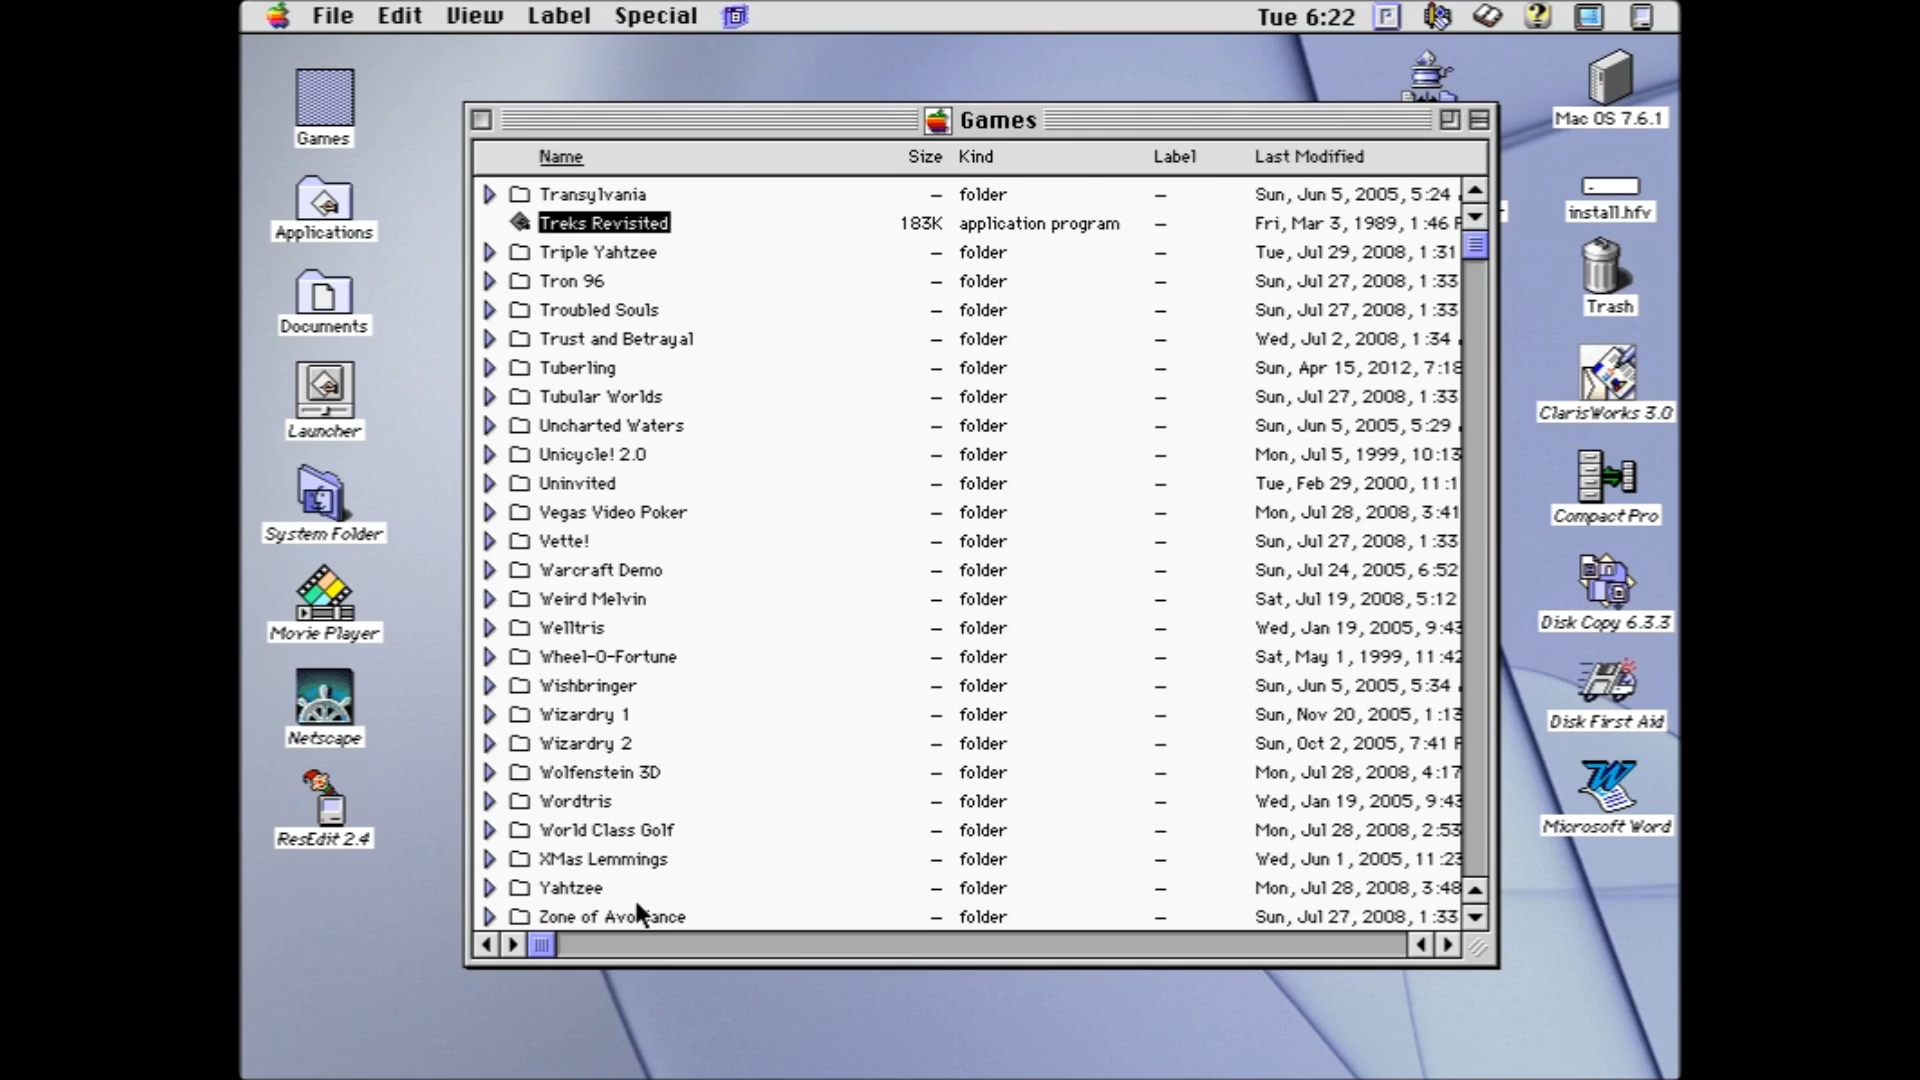 File Edit View Label Special Tue 6:22
Games
Applications
Documents
Launcher
System Folder
Movie Player
Netscape
ResEdit 2.4
Games
Name Size Kind Label Last Modified
Transylvania – folder – Sun, Jun 5, 2005, 5:24
Treks Revisited 183K application program – Fri, Mar 3, 1989, 1:46
Triple Yahtzee – folder – Tue, Jul 29, 2008, 1:31
Tron 96 – folder – Sun, Jul 27, 2008, 1:33
Troubled Souls – folder – Sun, Jul 27, 2008, 1:33
Trust and Betrayal – folder – Wed, Jul 2, 2008, 1:34
Tuberling – folder – Sun, Apr 15, 2012, 7:18
Tubular Worlds – folder – Sun, Jul 27, 2008, 1:33
Uncharted Waters – folder – Sun, Jun 5, 2005, 5:29
Unicycle! 2.0 – folder – Mon, Jul 5, 1999, 10:13
Uninvited – folder – Tue, Feb 29, 2000, 11:1
Vegas Video Poker – folder – Mon, Jul 28, 2008, 3:41
Vette! – folder – Sun, Jul 27, 2008, 1:33
Warcraft Demo – folder – Sun, Jul 24, 2005, 6:52
Weird Melvin – folder – Sat, Jul 19, 2008, 5:12
Welltris – folder – Wed, Jan 19, 2005, 9:43
Wheel-O-Fortune – folder – Sat, May 1, 1999, 11:42
Wishbringer – folder – Sun, Jun 5, 2005, 5:34
Wizardry 1 – folder – Sun, Nov 20, 2005, 1:13
Wizardry 2 – folder – Sun, Oct 2, 2005, 7:41
Wolfenstein 3D – folder – Mon, Jul 28, 2008, 4:17
Wordtris – folder – Wed, Jan 19, 2005, 9:43
World Class Golf – folder – Mon, Jul 28, 2008, 2:53
XMas Lemmings – folder – Wed, Jun 1, 2005, 11:23
Yahtzee – folder – Mon, Jul 28, 2008, 3:48
Zone of Avoidance – folder – Sun, Jul 27, 2008, 1:33
Mac OS 7.6.1
install.hfv
Trash
ClarisWorks 3.0
Compact Pro
Disk Copy 6.3.3
Disk First Aid
Microsoft Word